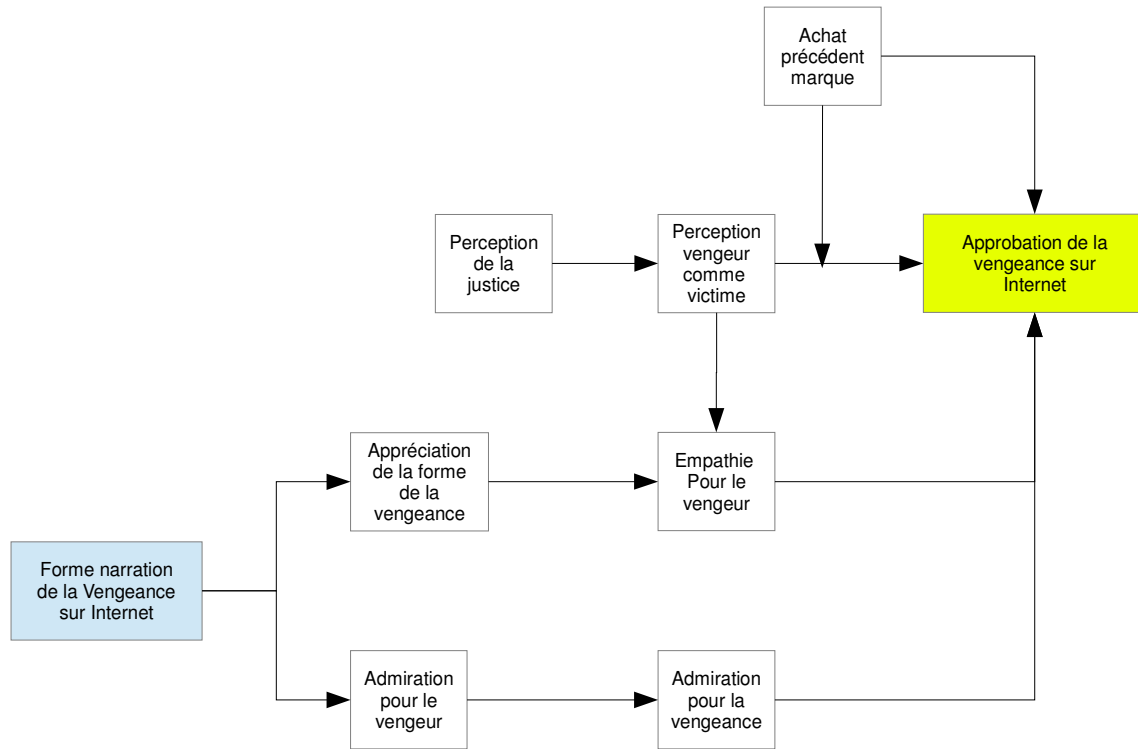 Achat
précédent
marque
Perception
de la
justice
Perception
vengeur
comme
victime
Approbation de la
vengeance sur
Internet
Appréciation
de la forme
de la
vengeance
Empathie
Pour le
vengeur
Forme narration
de la Vengeance
sur Internet
Admiration
pour le
vengeur
Admiration
pour la
vengeance